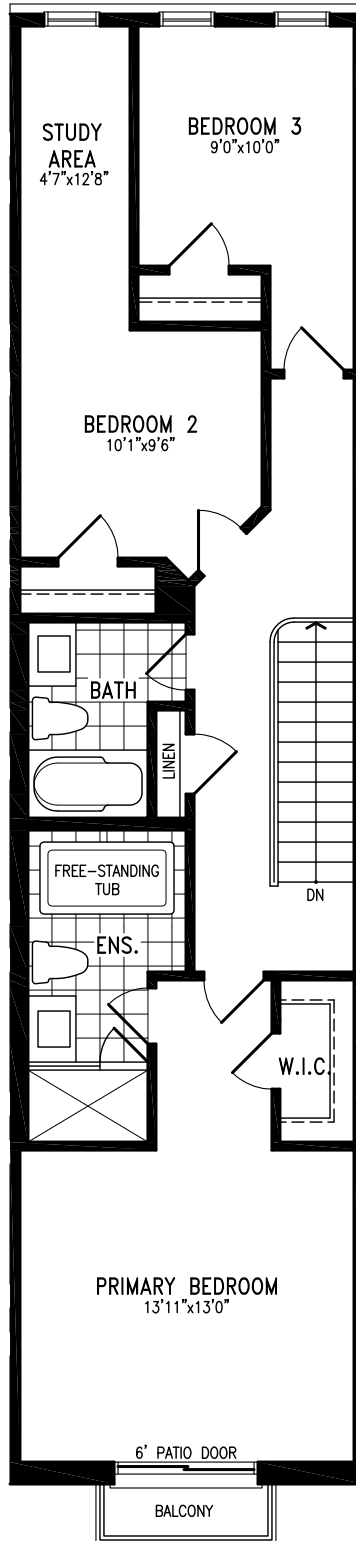 STUDY
AREA
4'7"x12'8"
BEDROOM 3
9'0"x10'0"
BEDROOM 2
10'1"x9'6"
BATH
LINEN
DN
FREE-STANDING
TUB
ENS.
W.I.C.
PRIMARY BEDROOM
13'11"x13'0"
6' PATIO DOOR
BALCONY